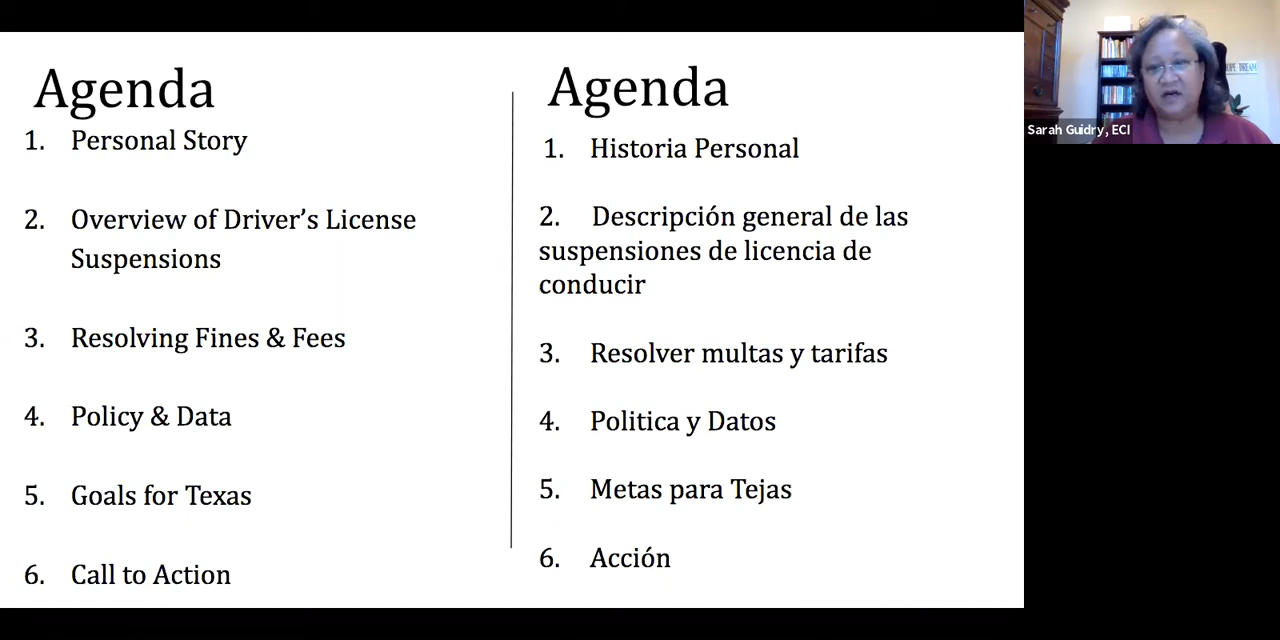 Agenda
1. Personal Story
2. Overview of Driver's License
Suspensions
3. Resolving Fines & Fees
4. Policy & Data
5. Goals for Texas
6. Call to Action
Agenda
1. Historia Personal
2. Descripción general de las
suspensiones de licencia de
conducir
3. Resolver multas y tarifas
4. Politica y Datos
5. Metas para Tejas
6. Acción
Sarah Guidry, ECI
DREAM